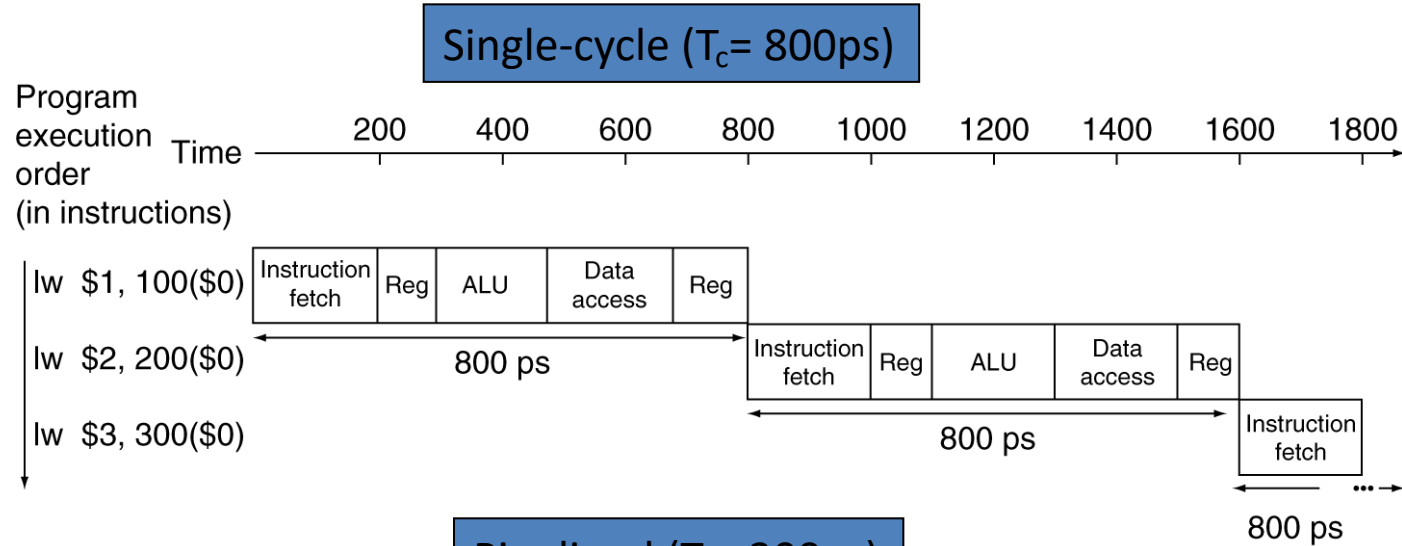 Single-cycle (Tc= 800ps)
Program
execution
order
(in instructions)
Time
200 400 600 800 1000 1200 1400 1600 1800
lw $1, 100($0)
Instruction fetch Reg ALU Data access Reg
800 ps
lw $2, 200($0)
Instruction fetch Reg ALU Data access Reg
800 ps
lw $3, 300($0)
Instruction fetch
...
800 ps